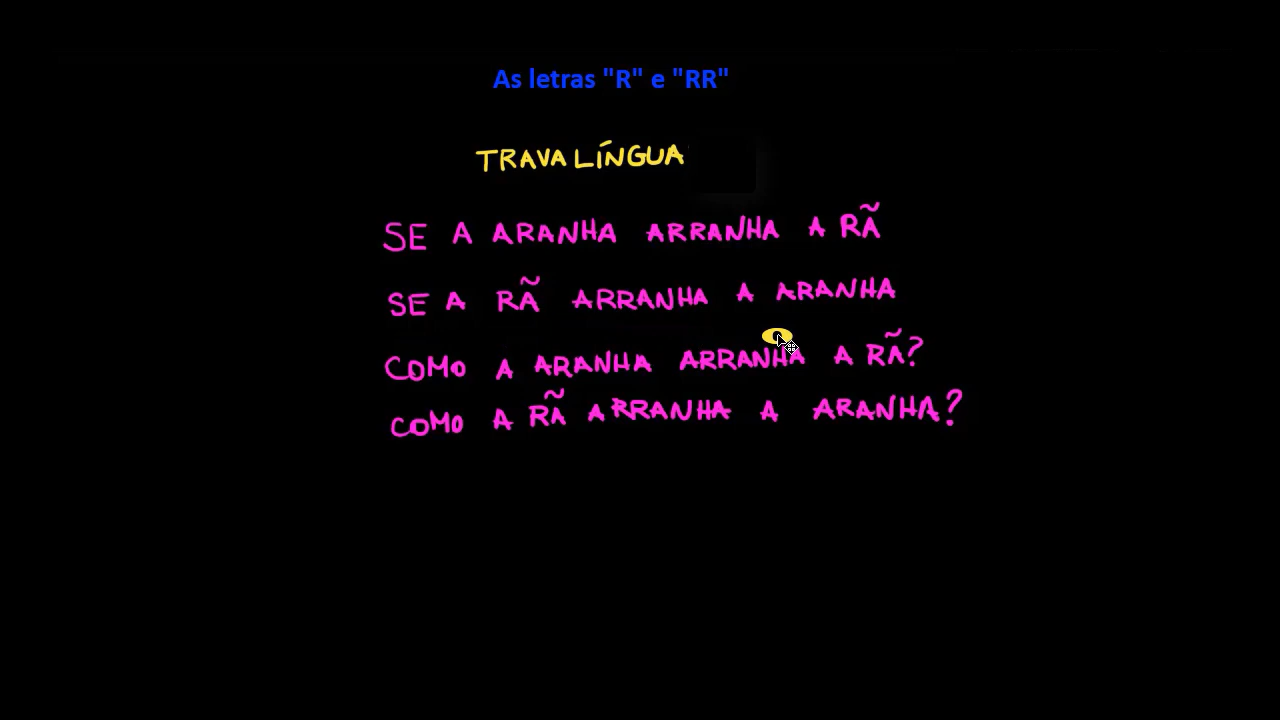 As letras "R" e "RR"
TRAVA LÍNGUA
SE A ARANHA ARRANHA A RÃ
SE A RÃ ARRANHA A ARANHA
COMO A ARANHA ARRANHA A RÃ?
COMO A RÃ ARRANHA A ARANHA?